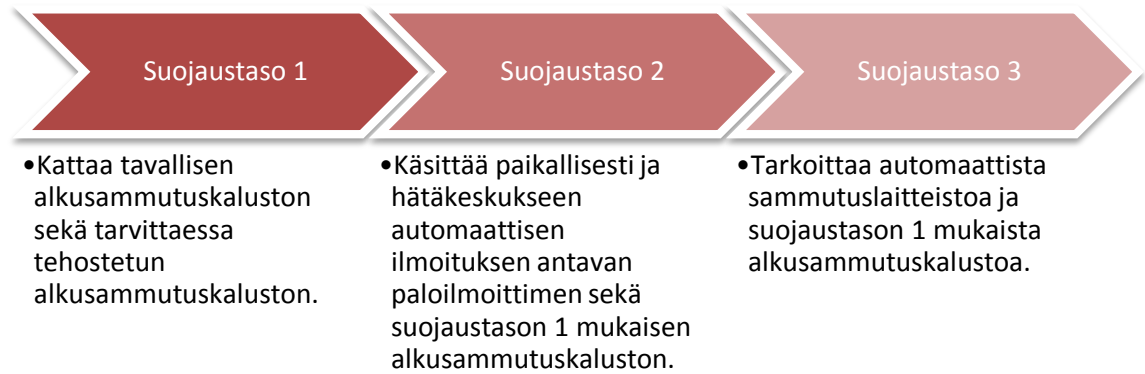 Suojaustaso 1
•Kattaa tavallisen
alkusammutuskaluston
sekä tarvittaessa
tehostetun
alkusammutuskaluston.
Suojaustaso 2
•Käsittää paikallisesti ja
hätäkeskukseen
automaattisen
ilmoituksen antavan
paloilmoittimen sekä
suojaustason 1 mukaisen
alkusammutuskaluston.
Suojaustaso 3
•Tarkoittaa automaattista
sammutuslaitteistoa ja
suojaustason 1 mukaista
alkusammutuskalustoa.